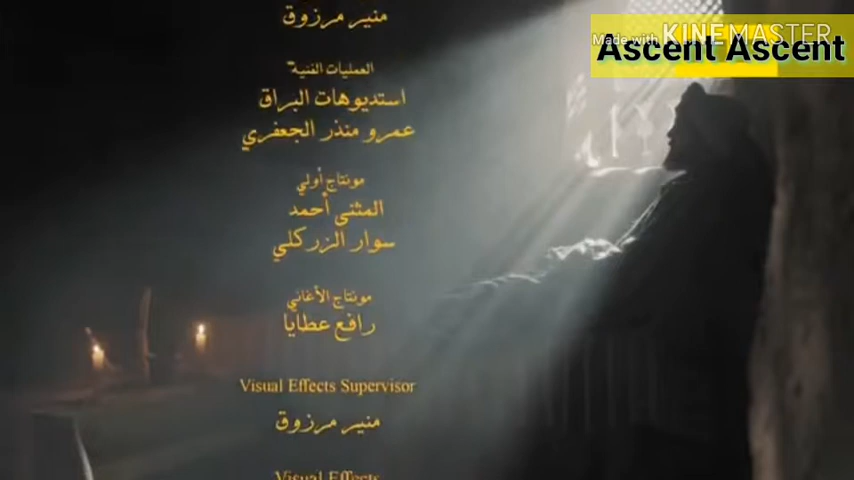 منير مرزوق
Made with KINEMASTER
Ascent Ascent
العمليات الفنية
استديوهات البراق
عمرو منذر الجعفري
مونتاج أولي
المثنى أحمد
سوار الزركلي
مونتاج الأغاني
رافع عطايا
Visual Effects Supervisor
منير مرزوق
Visual Effects